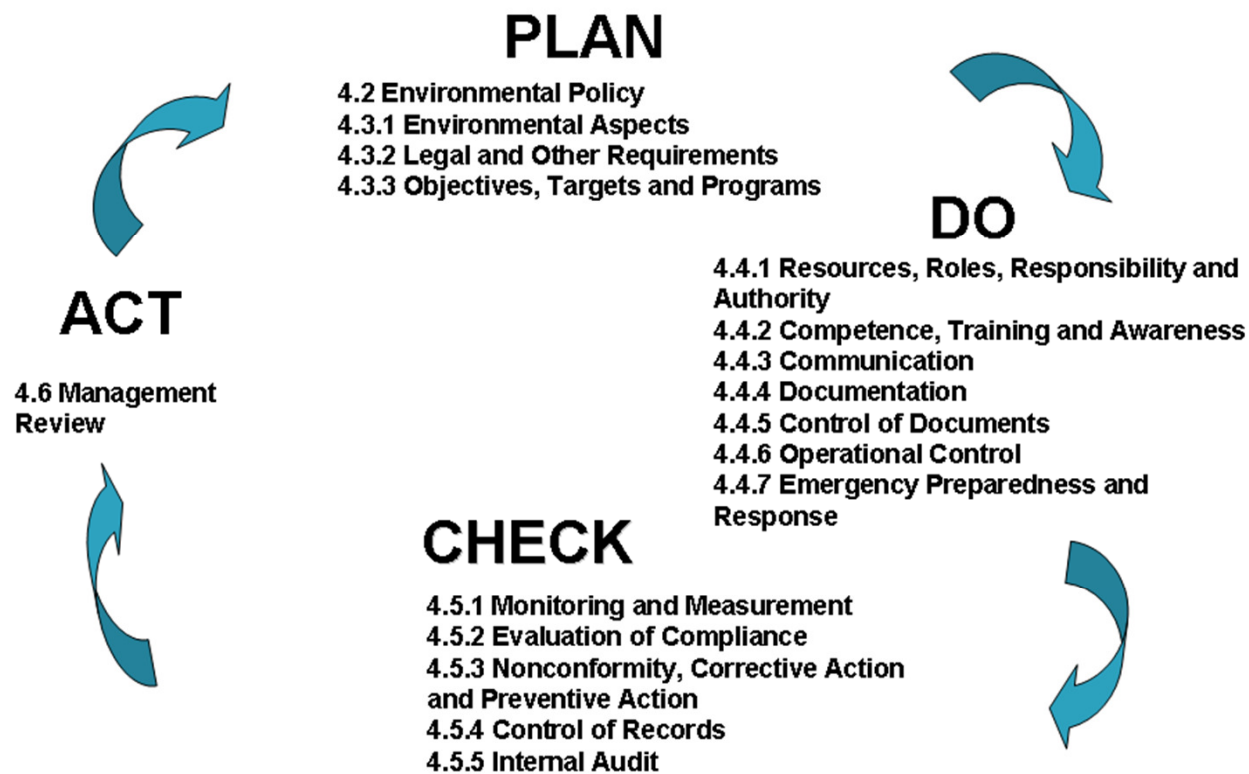 PLAN
4.2 Environmental Policy
4.3.1 Environmental Aspects
4.3.2 Legal and Other Requirements
4.3.3 Objectives, Targets and Programs
DO
4.4.1 Resources, Roles, Responsibility and
Authority
4.4.2 Competence, Training and Awareness
4.4.3 Communication
4.4.4 Documentation
4.4.5 Control of Documents
4.4.6 Operational Control
4.4.7 Emergency Preparedness and
Response
CHECK
4.5.1 Monitoring and Measurement
4.5.2 Evaluation of Compliance
4.5.3 Nonconformity, Corrective Action
and Preventive Action
4.5.4 Control of Records
4.5.5 Internal Audit
ACT
4.6 Management
Review